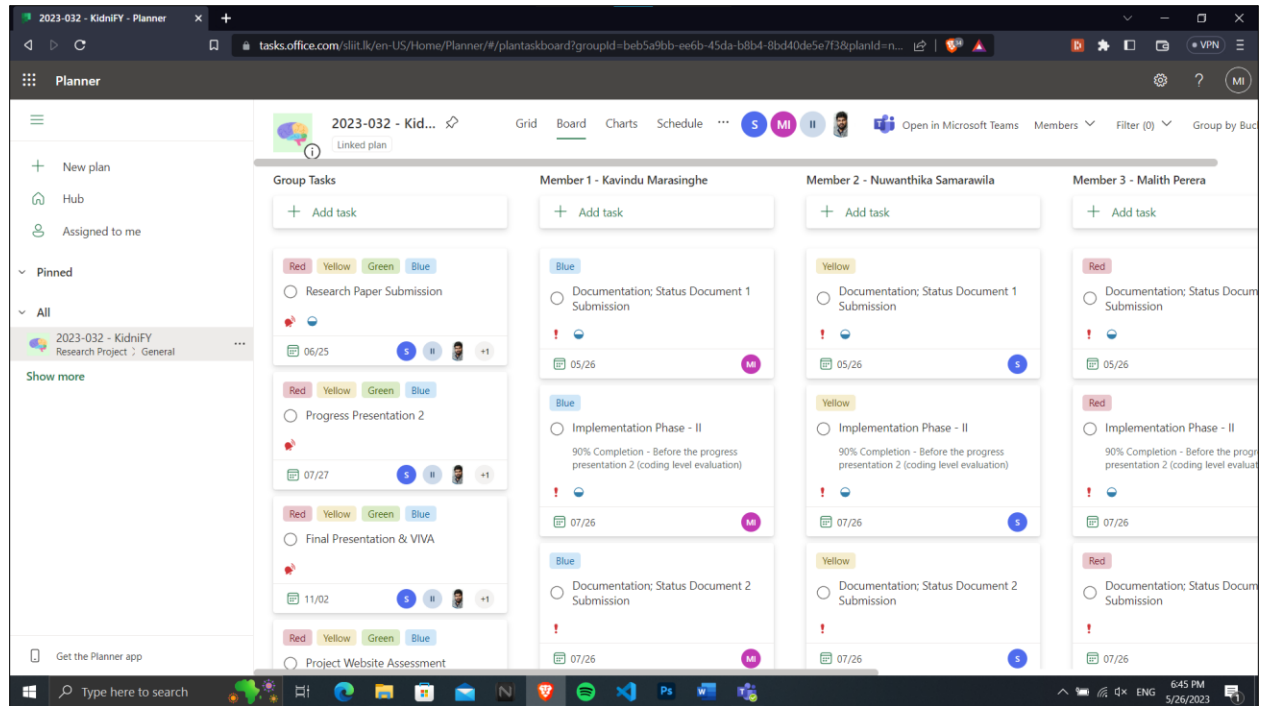 2023-032 - KidniFY - Planner
tasks.office.com/sliit.lk/en-US/Home/Planner/#/plantaskboard?groupId=beb5a9bb-ee6b-45da-b8b4-8bd40de5e7f3&planId=n...
VPN
Planner
MI
New plan
Hub
Assigned to me
Pinned
All
2023-032 - KidniFY
Research Project
General
Show more
Get the Planner app
2023-032 - Kid...
Linked plan
Grid Board Charts Schedule ...
S MI II
Open in Microsoft Teams
Members
Filter (0)
Group by Buc
Group Tasks
Add task
Red Yellow Green Blue
Research Paper Submission
06/25
S II +1
Red Yellow Green Blue
Progress Presentation 2
07/27
S II +1
Red Yellow Green Blue
Final Presentation & VIVA
11/02
S II +1
Red Yellow Green Blue
Project Website Assessment
Member 1 - Kavindu Marasinghe
Add task
Blue
Documentation; Status Document 1
Submission
05/26
MI
Blue
Implementation Phase - II
90% Completion - Before the progress
presentation 2 (coding level evaluation)
07/26
MI
Blue
Documentation; Status Document 2
Submission
07/26
MI
Member 2 - Nuwanthika Samarawila
Add task
Yellow
Documentation; Status Document 1
Submission
05/26
S
Yellow
Implementation Phase - II
90% Completion - Before the progress
presentation 2 (coding level evaluation)
07/26
S
Yellow
Documentation; Status Document 2
Submission
07/26
S
Member 3 - Malith Perera
Add task
Red
Documentation; Status Docum
Submission
05/26
Red
Implementation Phase - II
90% Completion - Before the progr
presentation 2 (coding level evaluat
07/26
Red
Documentation; Status Docum
Submission
07/26
Type here to search
Ps
ENG
6:45 PM
5/26/2023
1